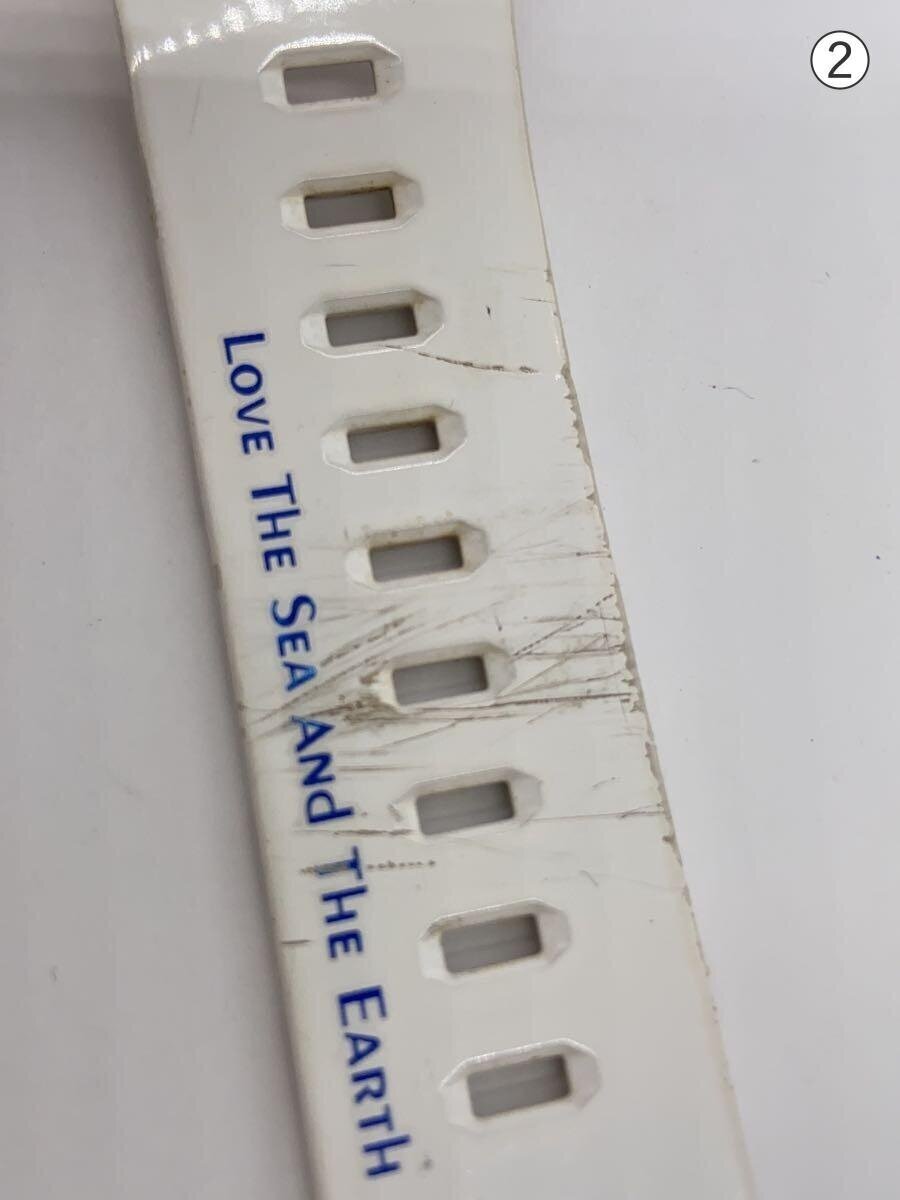 ②
Love The Sea and The Earth